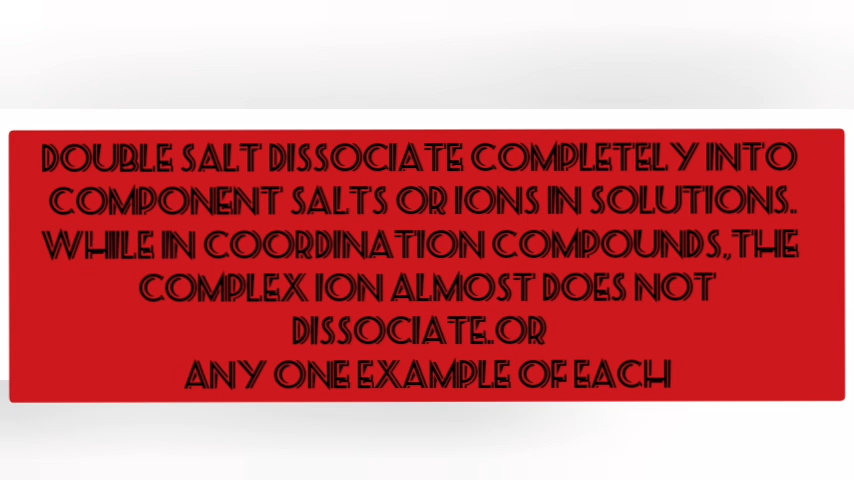 DOUBLE SALT DISSOCIATE COMPLETELY INTO
COMPONENT SALTS OR IONS IN SOLUTIONS.
WHILE IN COORDINATION COMPOUNDS.,THE
COMPLEX ION ALMOST DOES NOT
DISSOCIATE.OR
ANY ONE EXAMPLE OF EACH